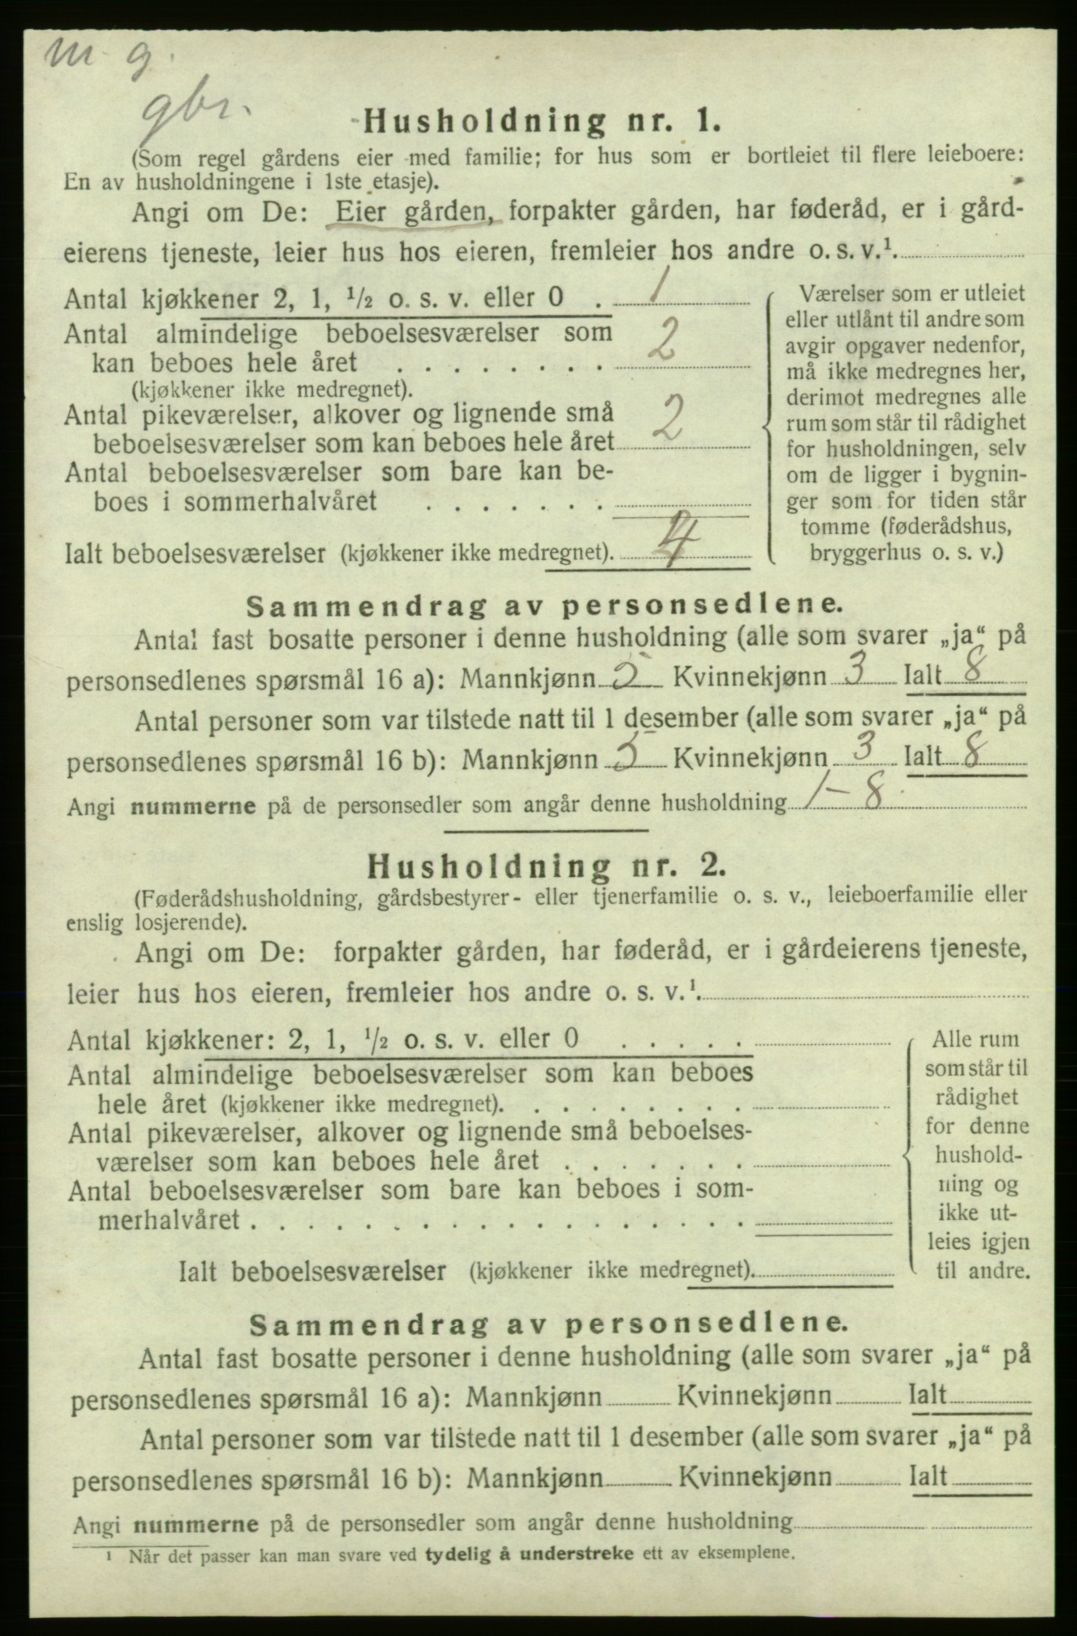 m. g.
gbr.
Husholdning nr. 1.
(Som regel gårdens eier med familie; for hus som er bortleiet til flere leieboere:
En av husholdningene i 1ste etasje).
Angi om De: Eier gården, forpakter gården, har føderåd, er i gård-
eierens tjeneste, leier hus hos eieren, fremleier hos andre o. s. v.¹.
Antal kjøkkener 2, 1, ½ o. s. v. eller 0 . 1
Antal almindelige beboelsesværelser som
kan beboes hele året . . . . . . . . . 2
(kjøkkener ikke medregnet).
Antal pikeværelser, alkover og lignende små
beboelsesværelser som kan beboes hele året 2
Antal beboelsesværelser som bare kan be-
boes i sommerhalvåret . . . . . . .
Ialt beboelsesværelser (kjøkkener ikke medregnet). 4
Værelser som er utleiet
eller utlånt til andre som
avgir opgaver nedenfor,
må ikke medregnes her,
derimot medregnes alle
rum som står til rådighet
for husholdningen, selv
om de ligger i bygnin-
ger som for tiden står
tomme (føderådshus,
bryggerhus o. s. v.)
Sammendrag av personsedlene.
Antal fast bosatte personer i denne husholdning (alle som svarer „ja“ på
personsedlenes spørsmål 16 a): Mannkjønn 5 Kvinnekjønn 3 Ialt 8
Antal personer som var tilstede natt til 1 desember (alle som svarer „ja“ på
personsedlenes spørsmål 16 b): Mannkjønn 5 Kvinnekjønn 3 Ialt 8
Angi nummerne på de personsedler som angår denne husholdning 1-8.
Husholdning nr. 2.
(Føderådshusholdning, gårdsbestyrer- eller tjenerfamilie o. s. v., leieboerfamilie eller
enslig losjerende).
Angi om De: forpakter gården, har føderåd, er i gårdeierens tjeneste,
leier hus hos eieren, fremleier hos andre o. s. v.¹.
Antal kjøkkener: 2, 1, ½ o. s. v. eller 0 . . . . .
Antal almindelige beboelsesværelser som kan beboes
hele året (kjøkkener ikke medregnet). . . . . . . . .
Antal pikeværelser, alkover og lignende små beboelses-
værelser som kan beboes hele året . . . . . . .
Antal beboelsesværelser som bare kan beboes i som-
merhalvåret . . . . . . . . . . . . . . . . . .
Ialt beboelsesværelser (kjøkkener ikke medregnet).
Alle rum
som står til
rådighet
for denne
hushold-
ning og
ikke ut-
leies igjen
til andre.
Sammendrag av personsedlene.
Antal fast bosatte personer i denne husholdning (alle som svarer „ja“ på
personsedlenes spørsmål 16 a): Mannkjønn Kvinnekjønn Ialt
Antal personer som var tilstede natt til 1 desember (alle som svarer „ja“ på
personsedlenes spørsmål 16 b): Mannkjønn Kvinnekjønn Ialt
Angi nummerne på de personsedler som angår denne husholdning
¹ Når det passer kan man svare ved tydelig å understreke ett av eksemplene.